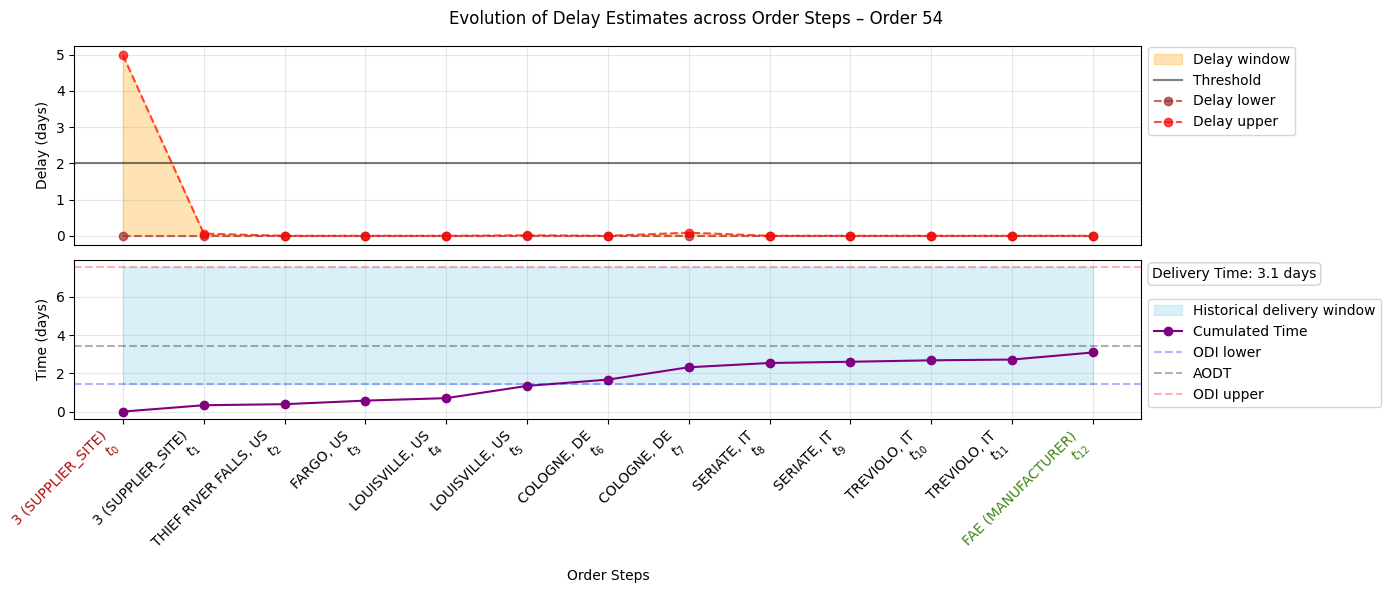 Evolution of Delay Estimates across Order Steps – Order 54
Delay (days)
5
4
3
2
1
0
Delay window
Threshold
Delay lower
Delay upper
Time (days)
6
4
2
0
Delivery Time: 3.1 days
Historical delivery window
Cumulated Time
ODI lower
AODT
ODI upper
3 (SUPPLIER_SITE)
t0
3 (SUPPLIER_SITE)
t1
THIEF RIVER FALLS, US
t2
FARGO, US
t3
LOUISVILLE, US
t4
LOUISVILLE, US
t5
COLOGNE, DE
t6
COLOGNE, DE
t7
SERIATE, IT
t8
SERIATE, IT
t9
TREVIOLO, IT
t10
TREVIOLO, IT
t11
FAE (MANUFACTURER)
t12
Order Steps